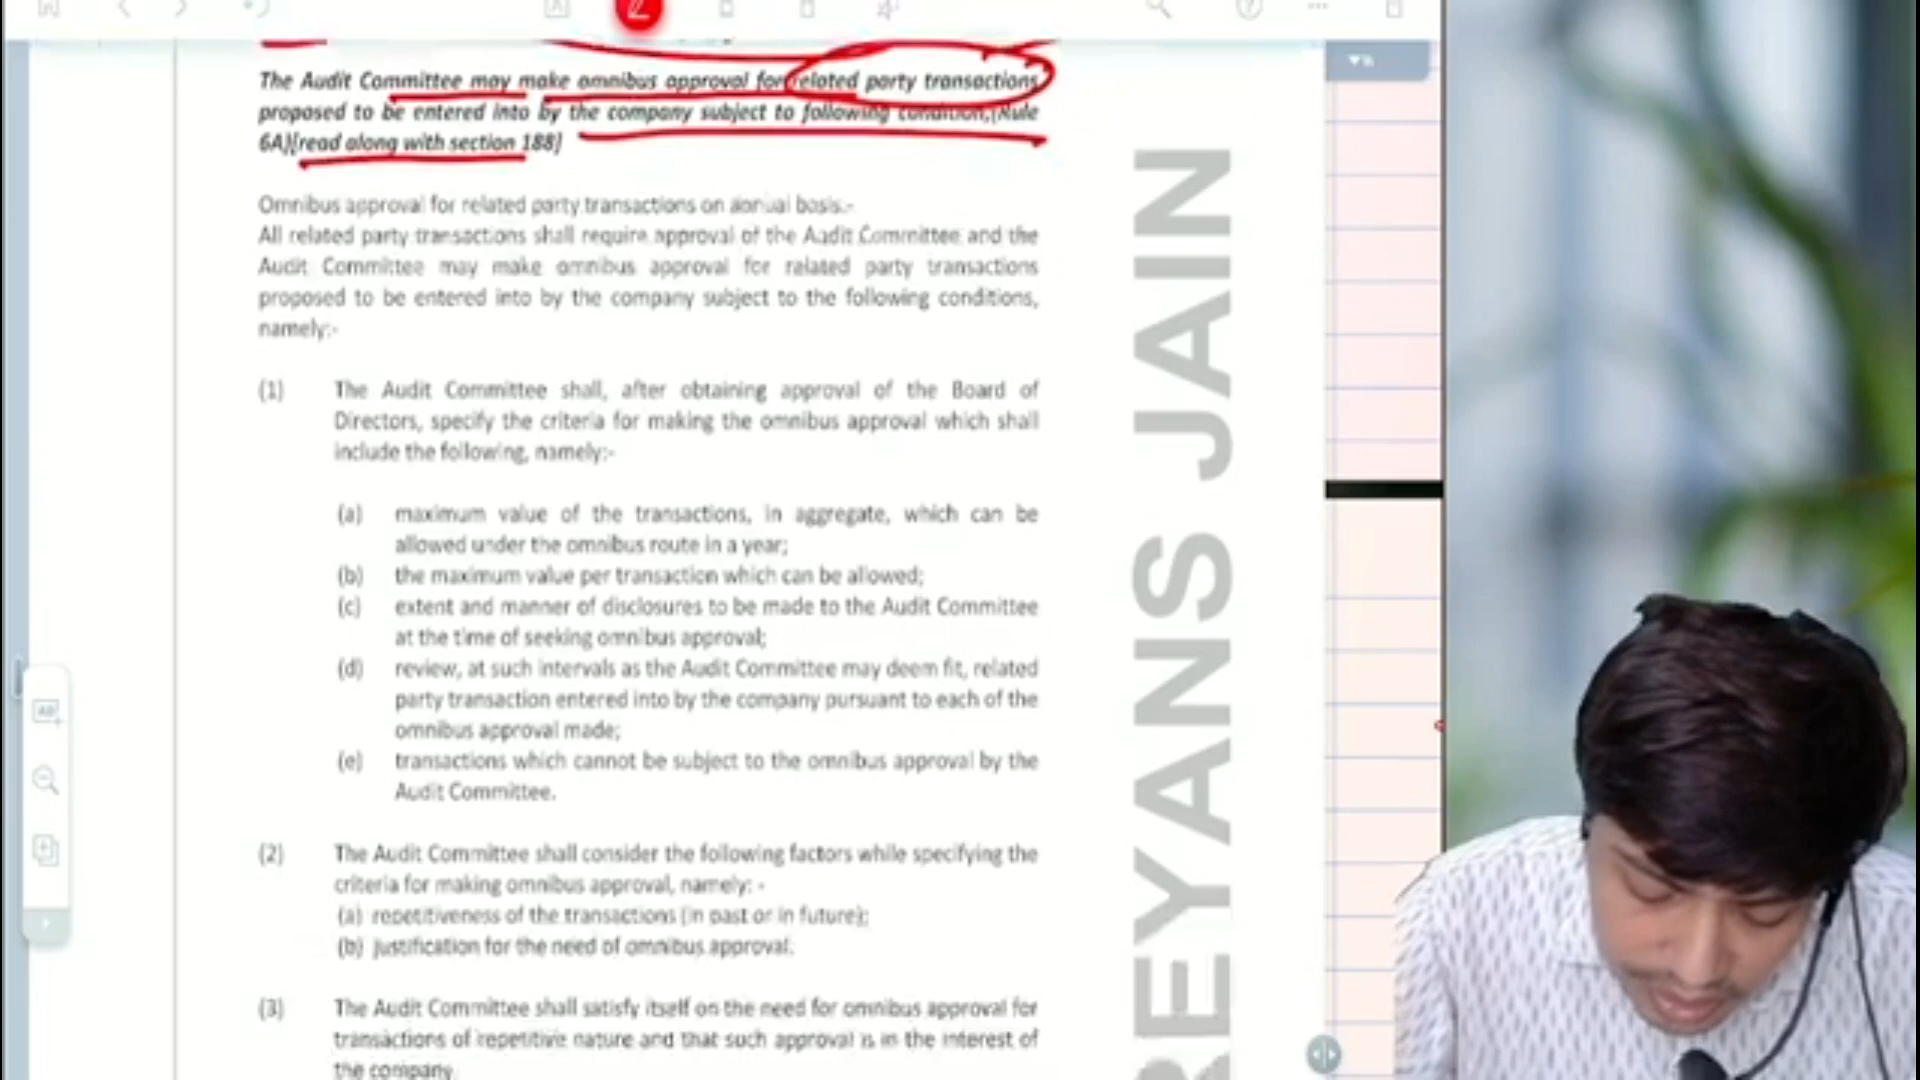 The Audit Committee may make omnibus approval for related party transactions
proposed to be entered into by the company subject to following condition,[Rule
6A][read along with section 188]
Omnibus approval for related party transactions on annual basis.-
All related party transactions shall require approval of the Audit Committee and the
Audit Committee may make omnibus approval for related party transactions
proposed to be entered into by the company subject to the following conditions,
namely:-
(1) The Audit Committee shall, after obtaining approval of the Board of
Directors, specify the criteria for making the omnibus approval which shall
include the following, namely:-
(a) maximum value of the transactions, in aggregate, which can be
allowed under the omnibus route in a year;
(b) the maximum value per transaction which can be allowed;
(c) extent and manner of disclosures to be made to the Audit Committee
at the time of seeking omnibus approval;
(d) review, at such intervals as the Audit Committee may deem fit, related
party transaction entered into by the company pursuant to each of the
omnibus approval made;
(e) transactions which cannot be subject to the omnibus approval by the
Audit Committee.
(2) The Audit Committee shall consider the following factors while specifying the
criteria for making omnibus approval, namely: -
(a) repetitiveness of the transactions (in past or in future);
(b) justification for the need of omnibus approval.
(3) The Audit Committee shall satisfy itself on the need for omnibus approval for
transactions of repetitive nature and that such approval is in the interest of
the company
EYANS JAIN